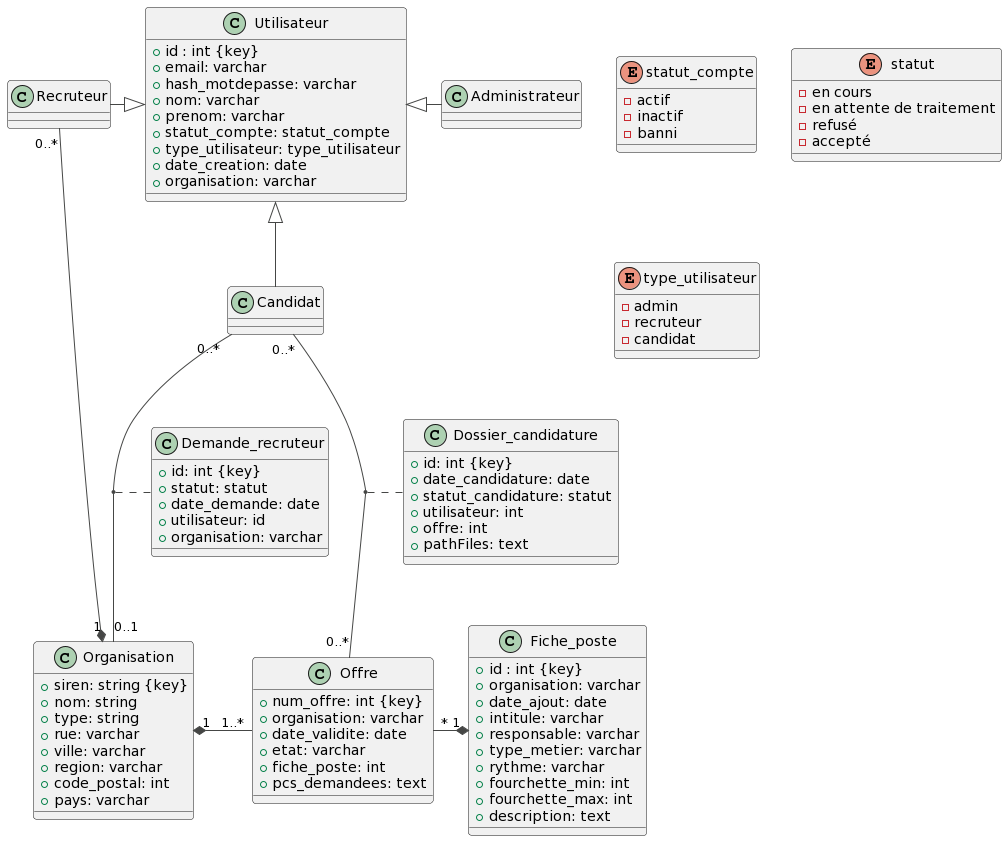 C Utilisateur
id : int {key}
email: varchar
hash_motdepasse: varchar
nom: varchar
prenom: varchar
statut_compte: statut_compte
type_utilisateur: type_utilisateur
date_creation: date
organisation: varchar
C Recruteur
C Administrateur
E statut_compte
actif
inactif
banni
E statut
en cours
en attente de traitement
refusé
accepté
0..*
C Candidat
E type_utilisateur
admin
recruteur
candidat
0..*
0..*
C Demande_recruteur
id: int {key}
statut: statut
date_demande: date
utilisateur: id
organisation: varchar
C Dossier_candidature
id: int {key}
date_candidature: date
statut_candidature: statut
utilisateur: int
offre: int
pathFiles: text
1
0..1
0..*
C Organisation
siren: string {key}
nom: string
type: string
rue: varchar
ville: varchar
region: varchar
code_postal: int
pays: varchar
1
1..*
C Offre
num_offre: int {key}
organisation: varchar
date_validite: date
etat: varchar
fiche_poste: int
pcs_demandees: text
*
1
C Fiche_poste
id : int {key}
organisation: varchar
date_ajout: date
intitule: varchar
responsable: varchar
type_metier: varchar
rythme: varchar
fourchette_min: int
fourchette_max: int
description: text